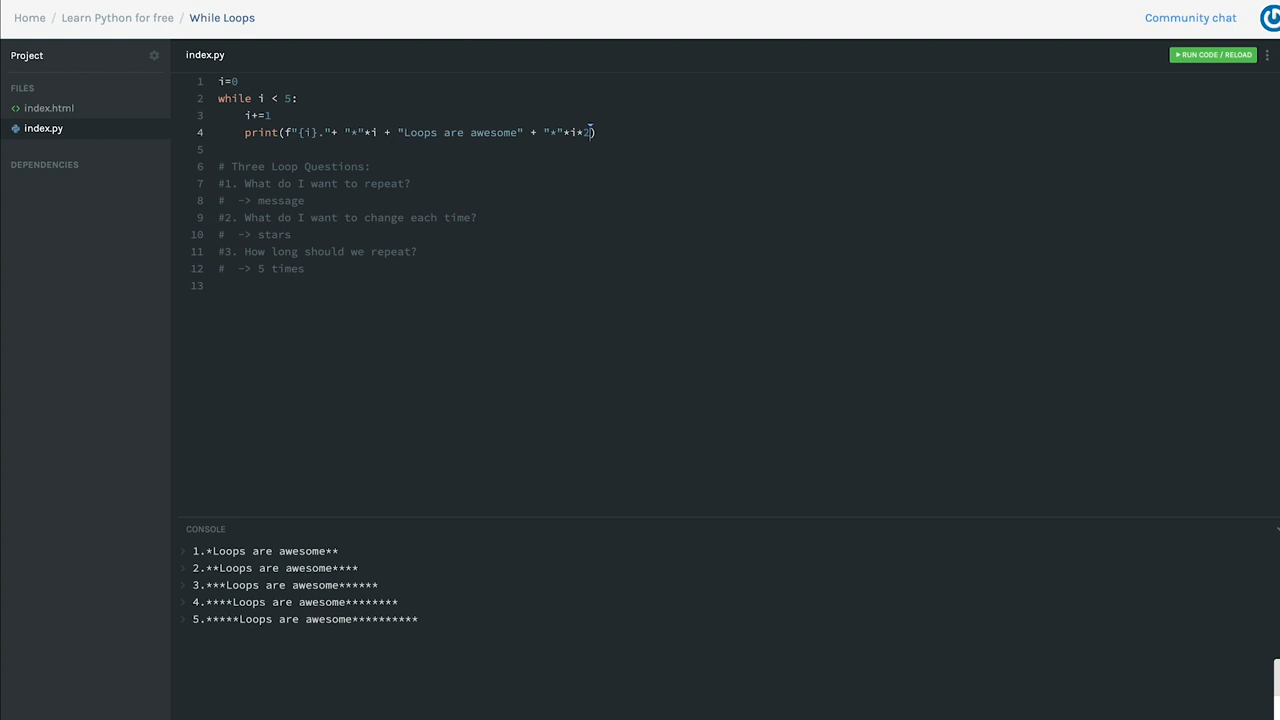 Home / Learn Python for free / While Loops
Community chat
Project
index.py
RUN CODE / RELOAD
FILES
index.html
index.py
DEPENDENCIES
1 i=0
2 while i < 5:
3     i+=1
4     print(f"{i}."+ "*"*i + "Loops are awesome" + "*"*i*2)
5
6 # Three Loop Questions:
7 #1. What do I want to repeat?
8 #  -> message
9 #2. What do I want to change each time?
10 #  -> stars
11 #3. How long should we repeat?
12 #  -> 5 times
13
CONSOLE
1.*Loops are awesome**
2.**Loops are awesome****
3.***Loops are awesome******
4.****Loops are awesome********
5.*****Loops are awesome**********